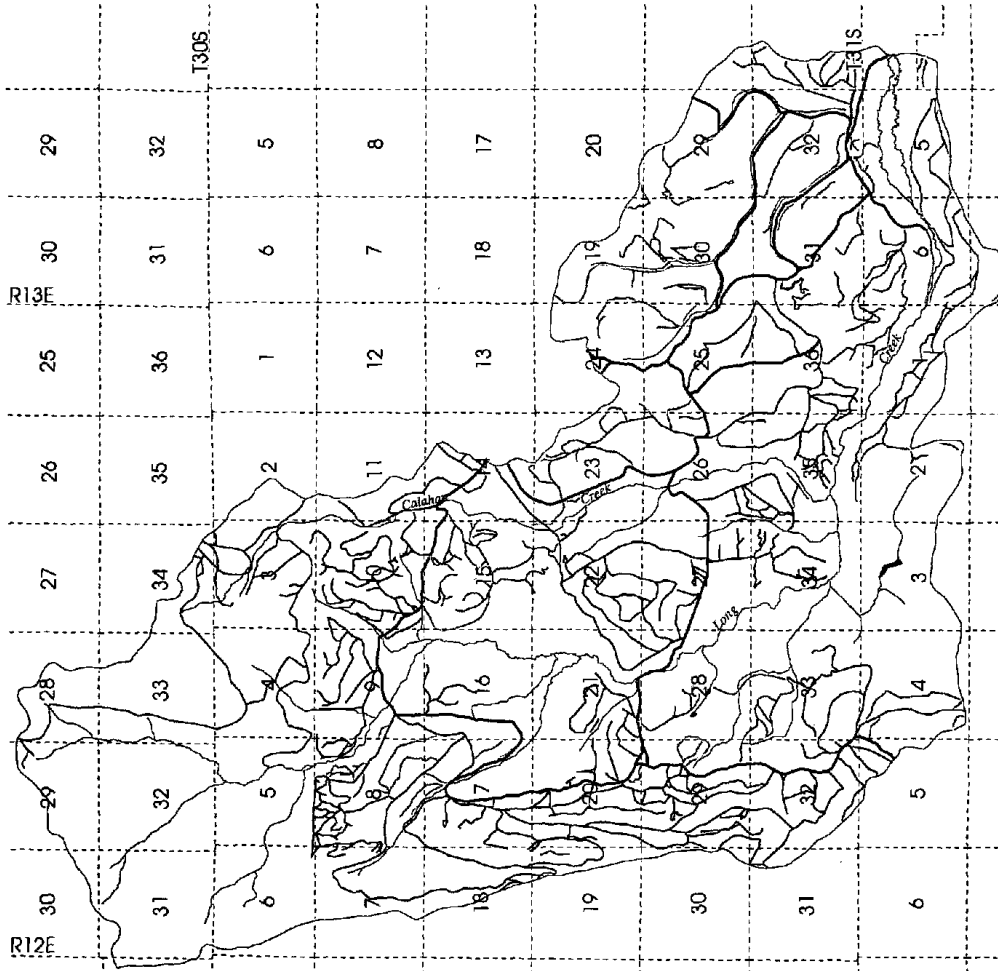 T30S
T31S
29 32 5 8 17 20 29 32 5
30 31 6 7 18 19 30 31 6
R13E
25 36 1 12 13 24 25 36 1
Creek
26 35 2 11 14 23 26 35 2
Calahan
Creek
27 34 3 10 15 22 27 34 3
Long
28 33 4 9 16 21 28 33 4
29 32 5 8 17 20 29 32 5
30 31 6 7 18 19 30 31 6
R12E